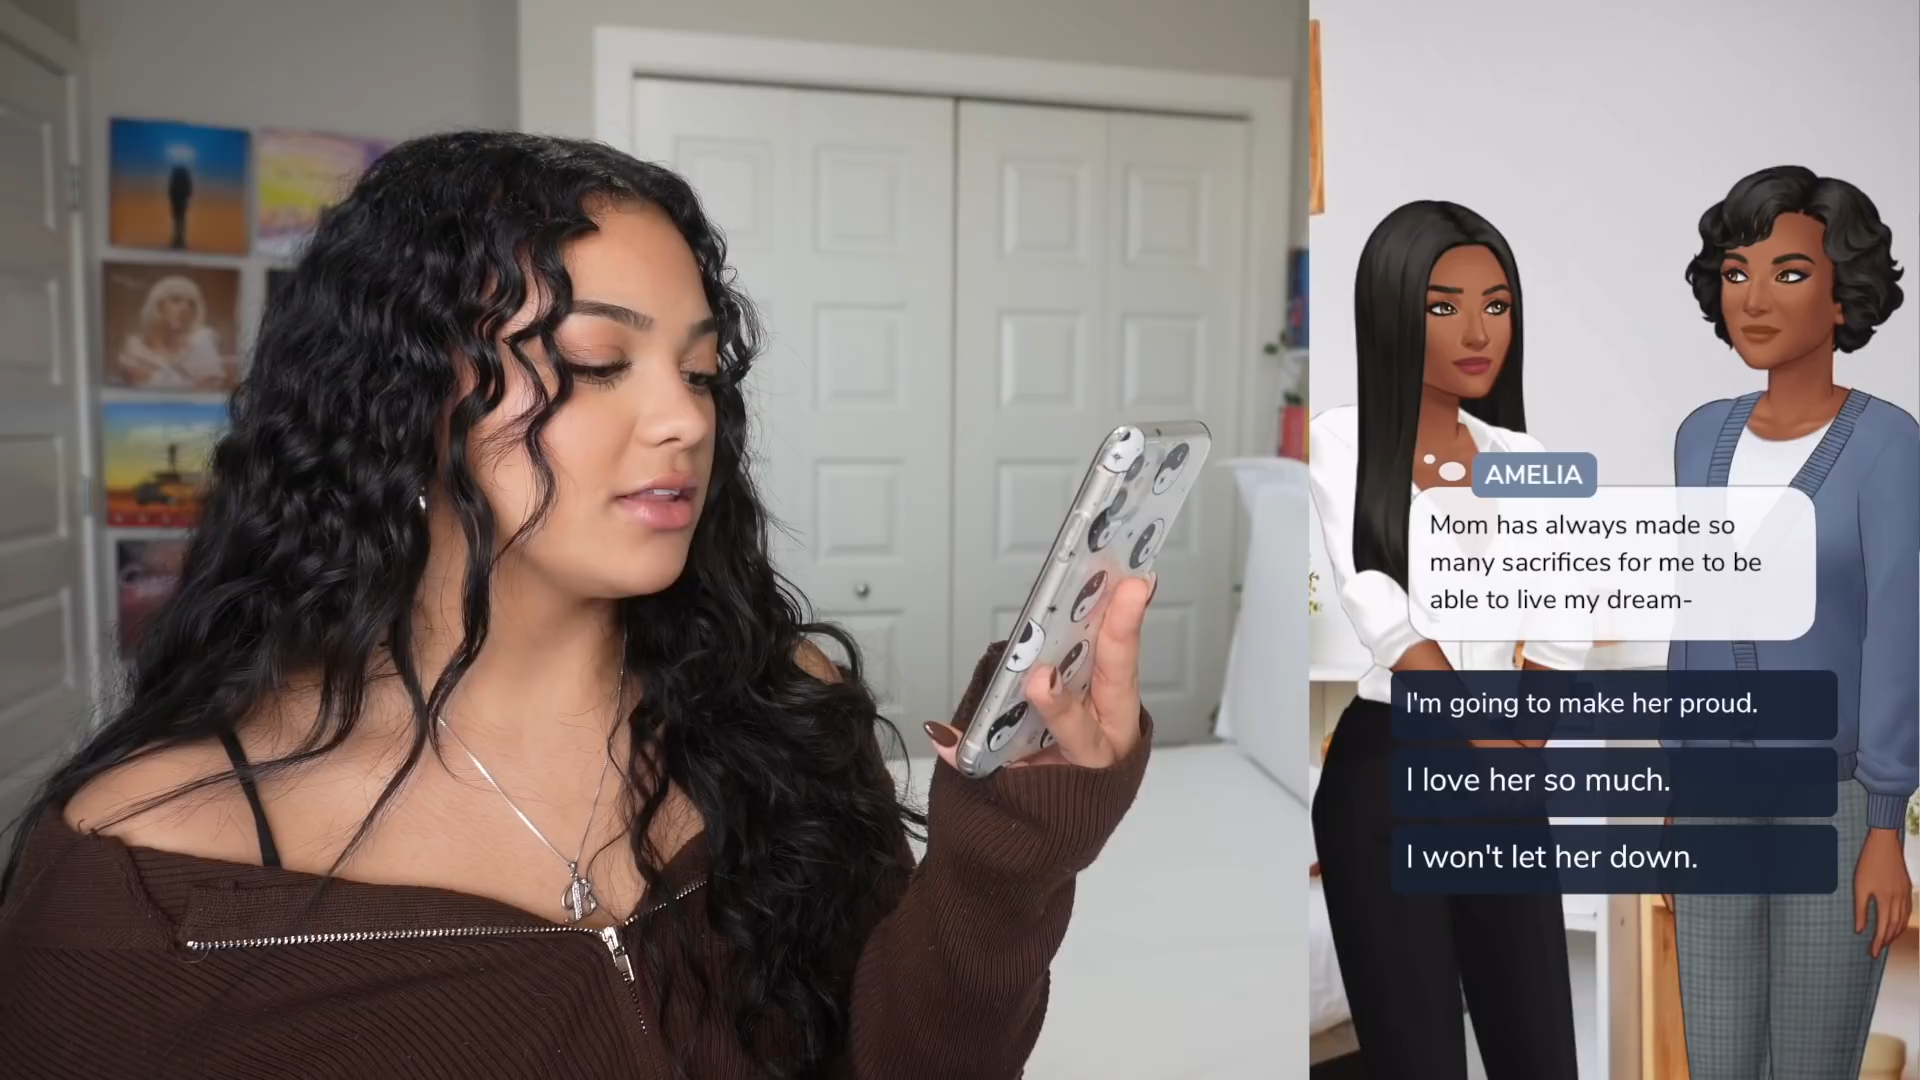 AMELIA
Mom has always made so
many sacrifices for me to be
able to live my dream-
I'm going to make her proud.
I love her so much.
I won't let her down.